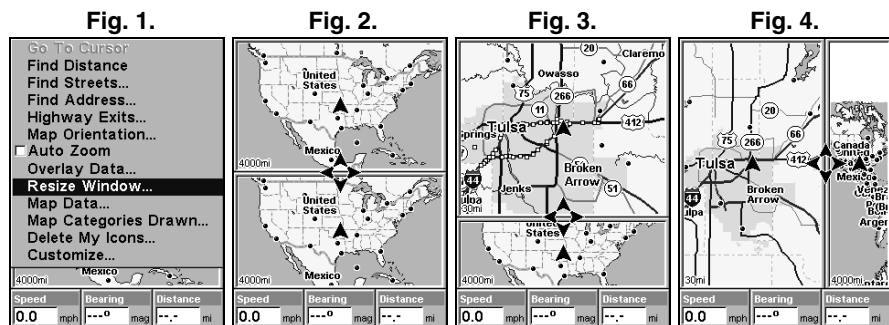 Fig. 1.
Go To Cursor
Find Distance
Find Streets...
Find Address...
Highway Exits...
Map Orientation...
Auto Zoom
Overlay Data...
Resize Window...
Map Data...
Map Categories Drawn...
Delete My Icons...
Customize...
Mexico
4000mi
Speed Bearing Distance
0.0 mph ---° mag --.- mi
Fig. 2.
United
States
Mexico
4000mi
United
States
Mexico
4000mi
Speed Bearing Distance
0.0 mph ---° mag --.- mi
Fig. 3.
20
Claremo
Owasso
66
75 266
11
412
Springs
Tulsa
Broken
Arrow
44
Jenks
51
ulpa
30mi
United
States
4000mi
Speed Bearing Distance
0.0 mph ---° mag --.- mi
Fig. 4.
20
75 266 66
412
Tulsa
Broken
Arrow
44
ulpa
30mi
Canada
Mexico
Argen
4000mi
Speed Bearing Distance
0.0 mph ---° mag --.- mi